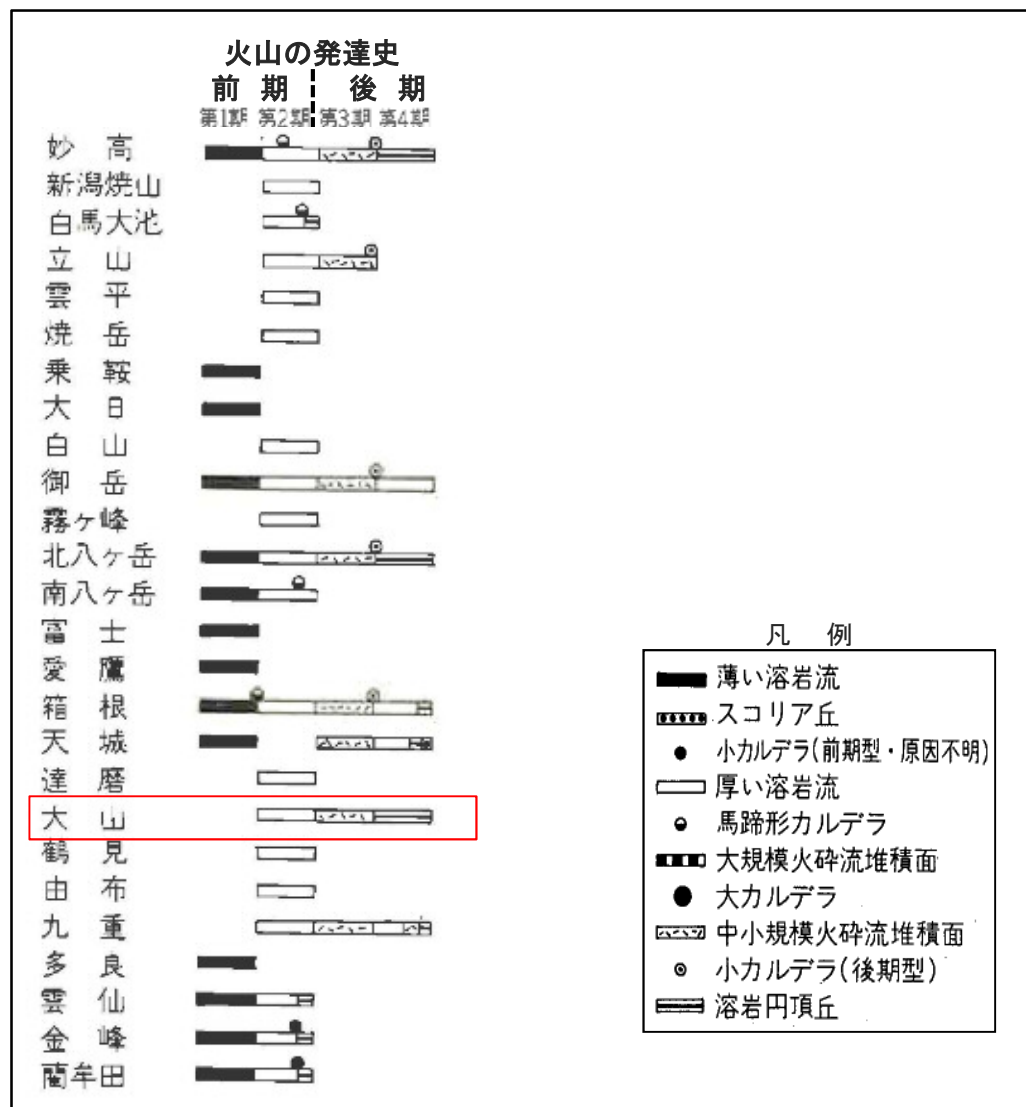 火山の発達史
前 期 後 期
第1期 第2期 第3期 第4期
妙 高
新潟焼山
白馬大池
立 山
雲 平
焼 岳
乗 鞍
大 日
白 山
御 岳
霧ヶ峰
北八ヶ岳
南八ヶ岳
富 士
愛 鷹
箱 根
天 城
達 磨
大 山
鶴 見
由 布
九 重
多 良
雲 仙
金 峰
藺牟田
凡 例
薄い溶岩流
スコリア丘
小カルデラ(前期型・原因不明)
厚い溶岩流
馬蹄形カルデラ
大規模火砕流堆積面
大カルデラ
中小規模火砕流堆積面
小カルデラ(後期型)
溶岩円頂丘